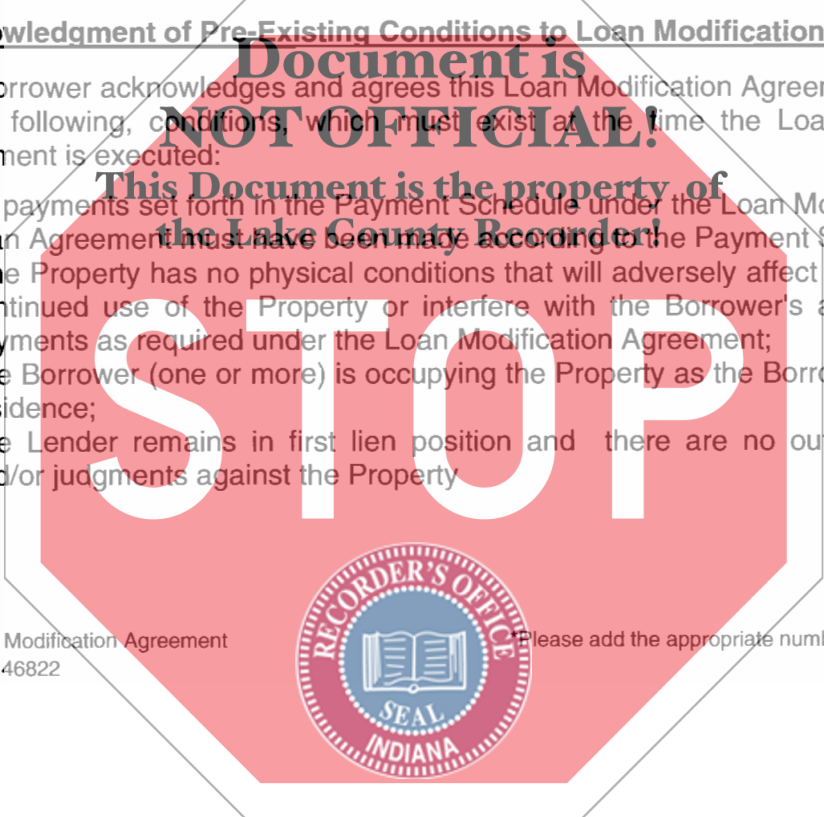 wledgment of Pre-Existing Conditions to Loan Modification
Document is
orrower acknowledges and agrees this Loan Modification Agreer
NOT OFFICIAL!
following, conditions, which must exist at the time the Loa
nent is executed:
This Document is the property of
payments set forth in the Payment Schedule under the Loan Mo
the Lake County Recorder!
n Agreement must have been made according to the Payment S
e Property has no physical conditions that will adversely affect
ntinued use of the Property or interfere with the Borrower's a
yments as required under the Loan Modification Agreement;
e Borrower (one or more) is occupying the Property as the Borro
idence;
e Lender remains in first lien position and there are no ou
d/or judgments against the Property
STOP
RECORDER'S OFFICE
SEAL
INDIANA
Modification Agreement
*Please add the appropriate numb
46822